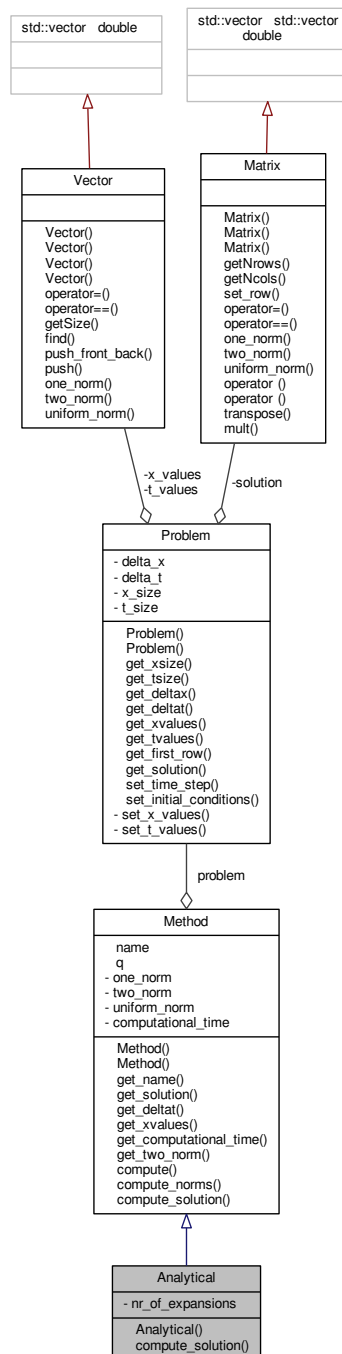 std::vector double
std::vector std::vector
double
Vector
Vector()
Vector()
Vector()
Vector()
operator=()
operator==()
getSize()
find()
push_front_back()
push()
one_norm()
two_norm()
uniform_norm()
Matrix
Matrix()
Matrix()
Matrix()
getNrows()
getNcols()
set_row()
operator=()
operator==()
one_norm()
two_norm()
uniform_norm()
operator ()
operator ()
transpose()
mult()
-x_values
-t_values
-solution
Problem
- delta_x
- delta_t
- x_size
- t_size
Problem()
Problem()
get_xsize()
get_tsize()
get_deltax()
get_deltat()
get_xvalues()
get_tvalues()
get_first_row()
get_solution()
set_time_step()
set_initial_conditions()
- set_x_values()
- set_t_values()
problem
Method
name
q
- one_norm
- two_norm
- uniform_norm
- computational_time
Method()
Method()
get_name()
get_solution()
get_deltat()
get_xvalues()
get_computational_time()
get_two_norm()
compute()
compute_norms()
compute_solution()
Analytical
- nr_of_expansions
Analytical()
compute_solution()